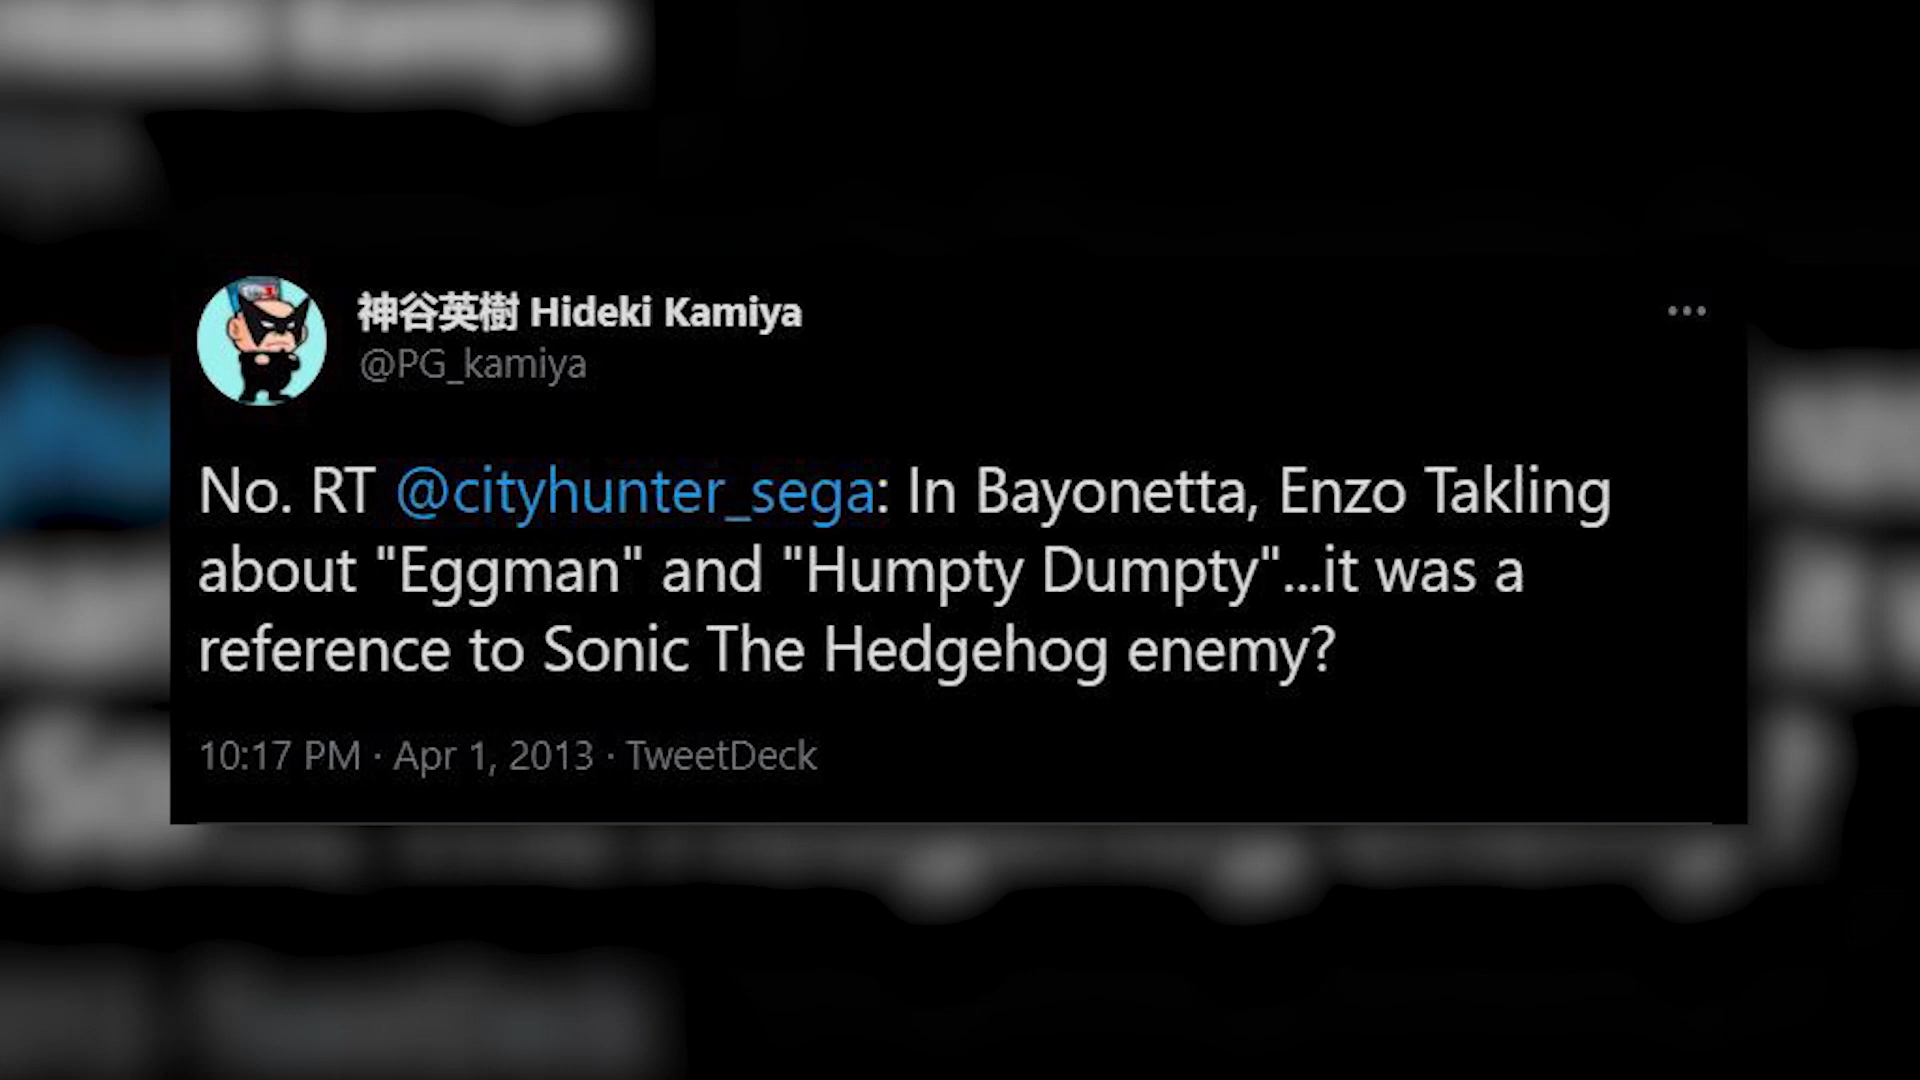 神谷英樹 Hideki Kamiya
@PG_kamiya
No. RT @cityhunter_sega: In Bayonetta, Enzo Takling
about "Eggman" and "Humpty Dumpty"...it was a
reference to Sonic The Hedgehog enemy?
10:17 PM · Apr 1, 2013 · TweetDeck